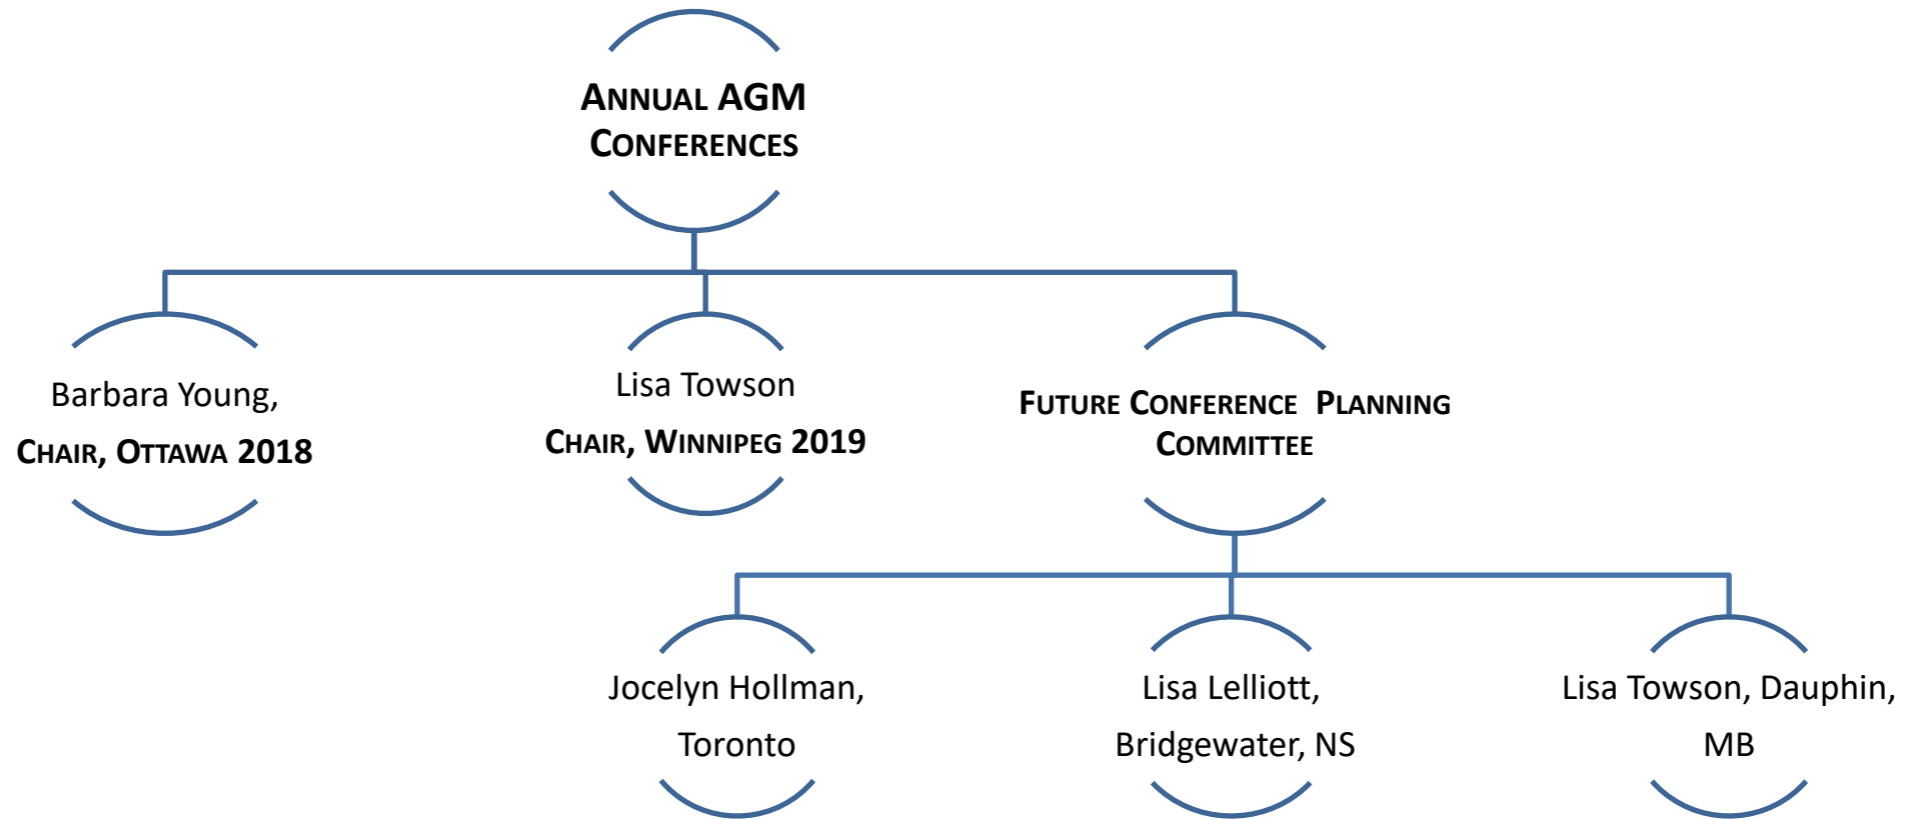 ANNUAL AGM
CONFERENCES
Barbara Young,
CHAIR, OTTAWA 2018
Lisa Towson
CHAIR, WINNIPEG 2019
FUTURE CONFERENCE PLANNING
COMMITTEE
Jocelyn Hollman,
Toronto
Lisa Lelliott,
Bridgewater, NS
Lisa Towson, Dauphin,
MB